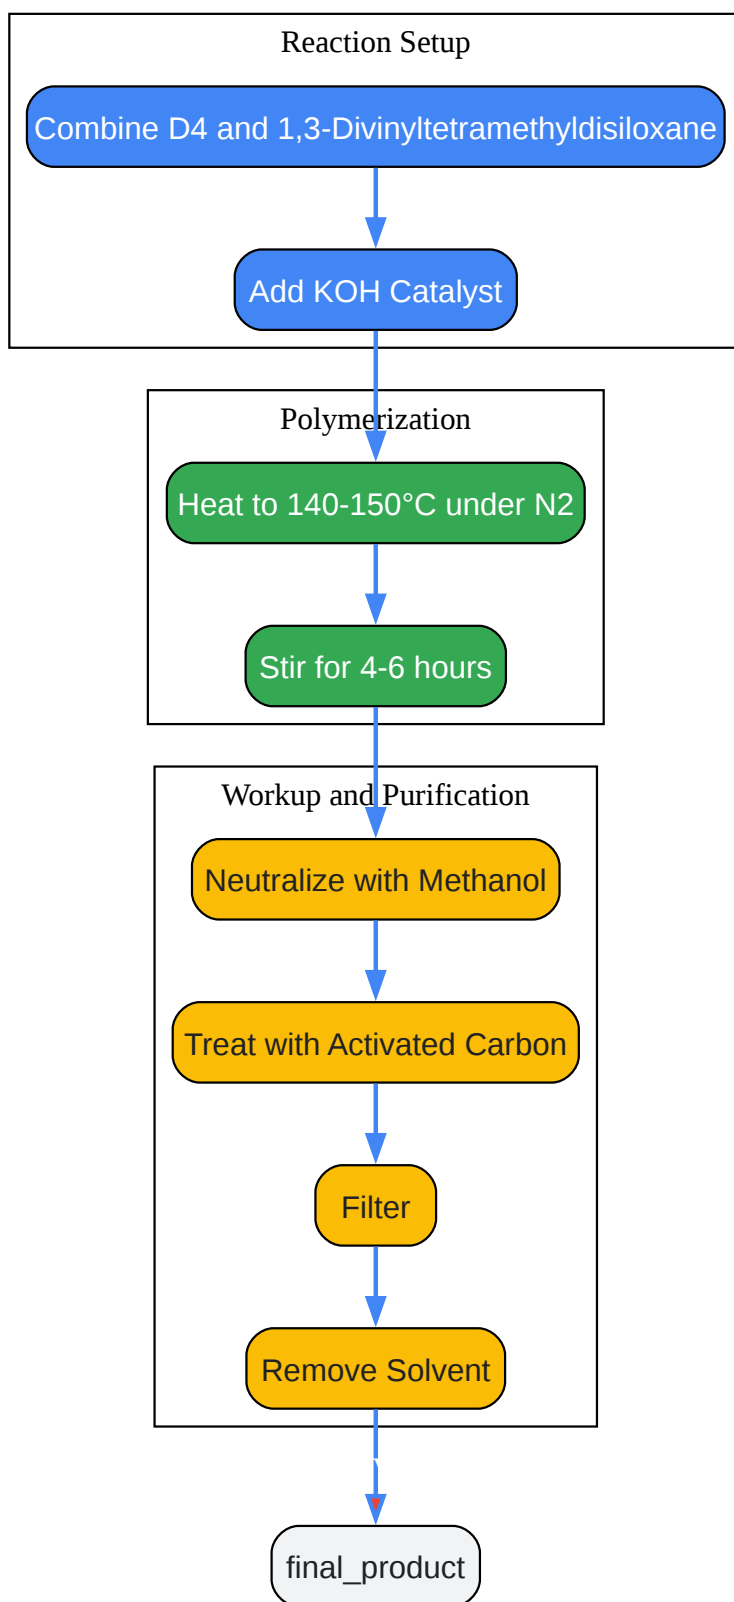 Reaction Setup
Combine D4 and 1,3-Divinyltetramethyldisiloxane
Add KOH Catalyst
Polymerization
Heat to 140-150°C under N2
Stir for 4-6 hours
Workup and Purification
Neutralize with Methanol
Treat with Activated Carbon
Filter
Remove Solvent
final_product